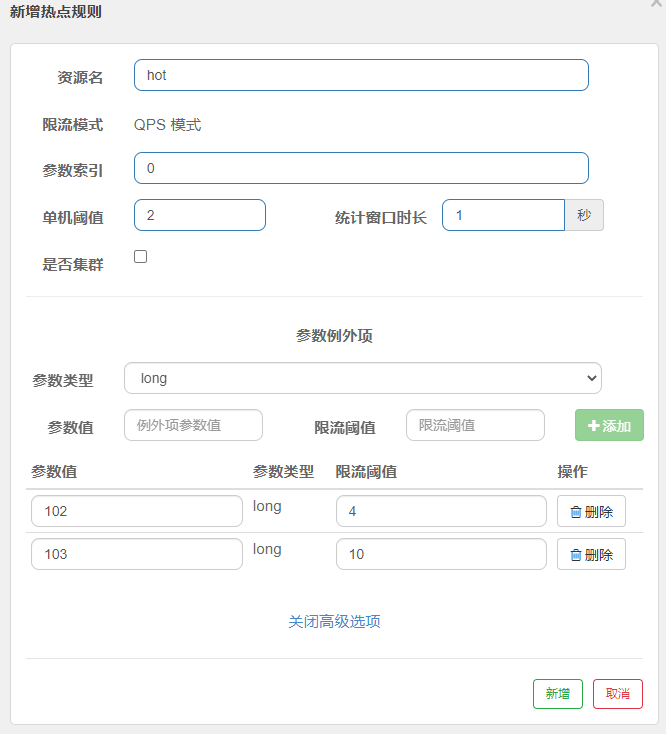 新增热点规则
资源名 hot
限流模式 QPS 模式
参数索引 0
单机阈值 2 统计窗口时长 1 秒
是否集群
参数例外项
参数类型 long
参数值 例外项参数值 限流阈值 限流阈值 添加
参数值 参数类型 限流阈值 操作
102 long 4 删除
103 long 10 删除
关闭高级选项
新增 取消